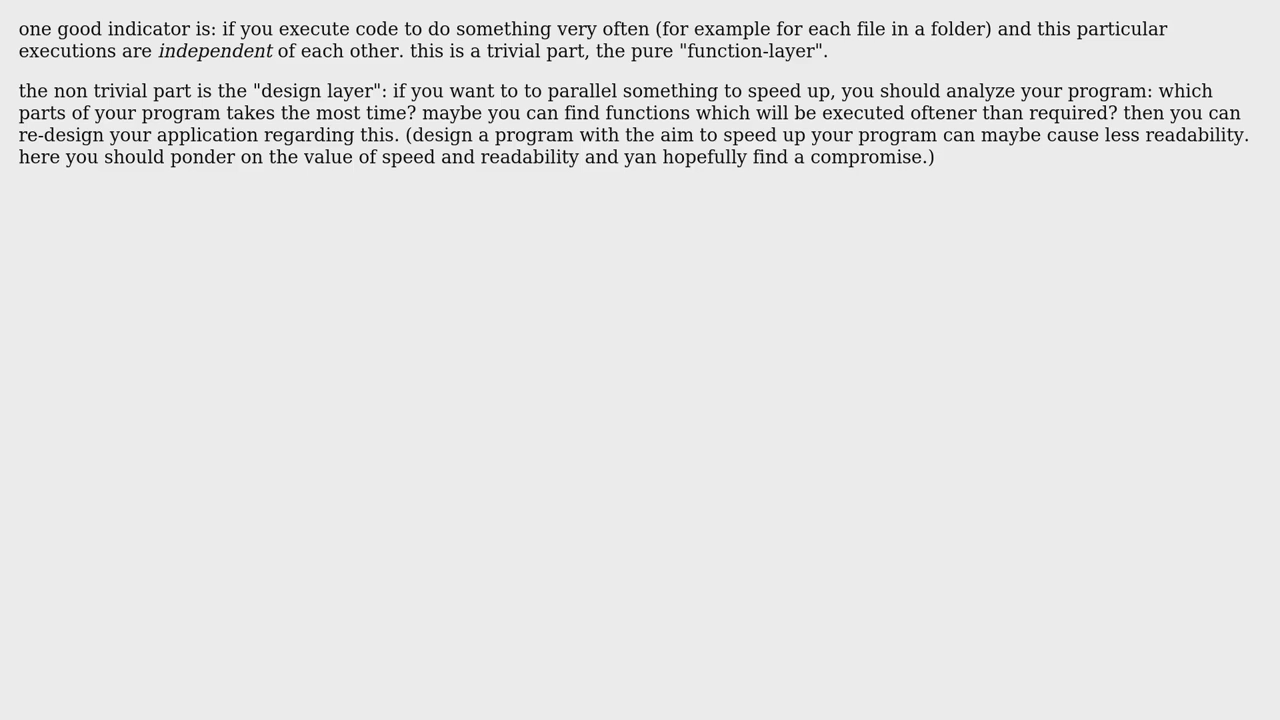 one good indicator is: if you execute code to do something very often (for example for each file in a folder) and this particular
executions are independent of each other. this is a trivial part, the pure "function-layer".
the non trivial part is the "design layer": if you want to to parallel something to speed up, you should analyze your program: which
parts of your program takes the most time? maybe you can find functions which will be executed oftener than required? then you can
re-design your application regarding this. (design a program with the aim to speed up your program can maybe cause less readability.
here you should ponder on the value of speed and readability and yan hopefully find a compromise.)